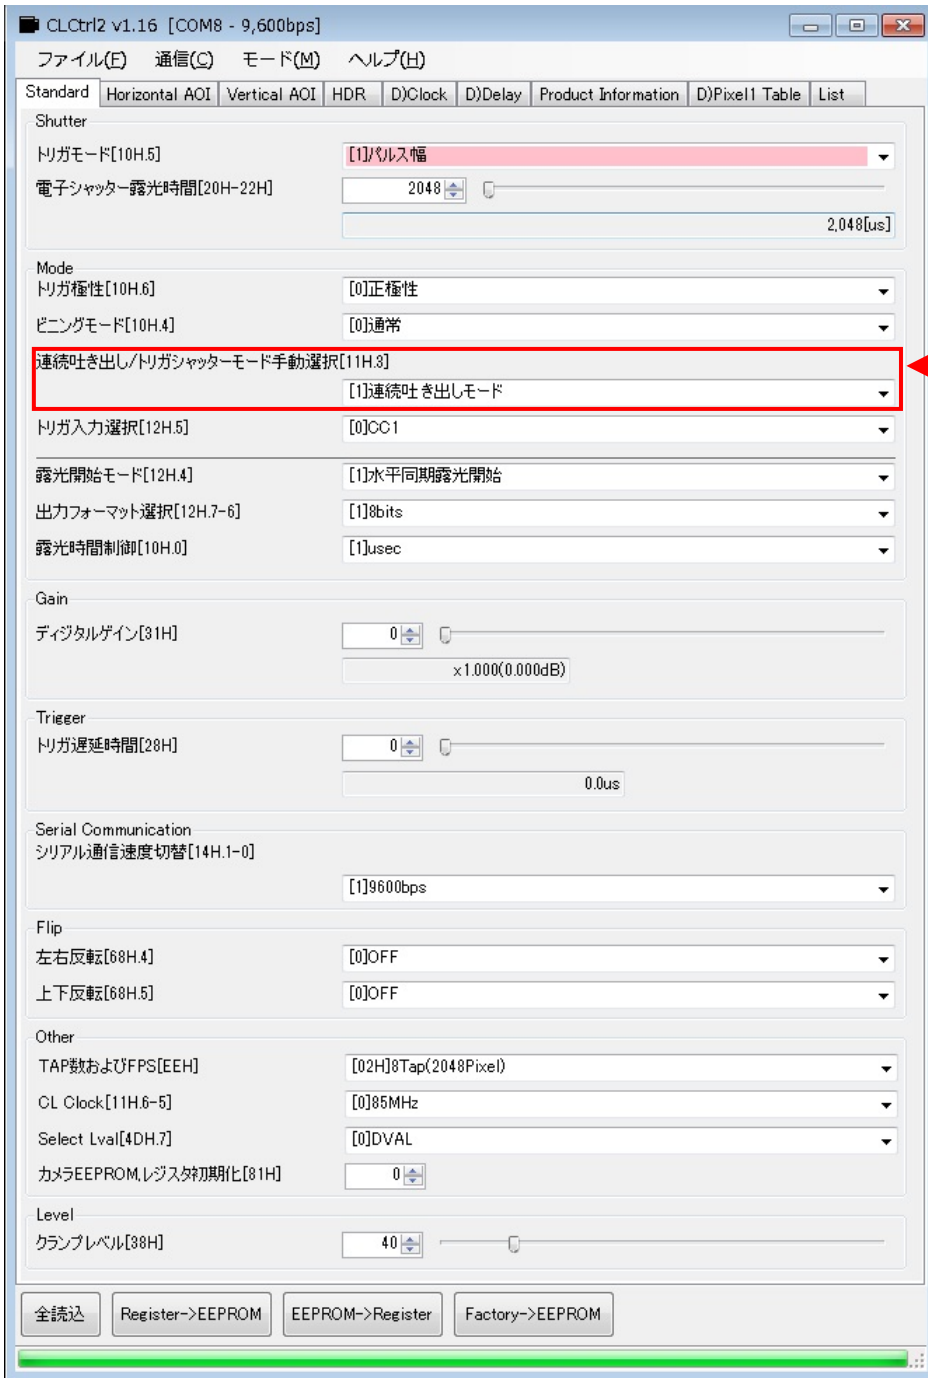 CLCtrl2 v1.16 [COM8 - 9,600bps]
ファイル(F) 通信(C) モード(M) ヘルプ(H)
Standard Horizontal AOI Vertical AOI HDR D)Clock D)Delay Product Information D)Pixel1 Table List
Shutter
トリガモード[10H.5] [1]パルス幅
電子シャッター露光時間[20H-22H] 2048
2,048[us]
Mode
トリガ極性[10H.6] [0]正極性
ビニングモード[10H.4] [0]通常
連続吐き出し/トリガシャッターモード手動選択[11H.3]
[1]連続吐き出しモード
トリガ入力選択[12H.5] [0]CC1
露光開始モード[12H.4] [1]水平同期露光開始
出力フォーマット選択[12H.7-6] [1]8bits
露光時間制御[10H.0] [1]usec
Gain
ディジタルゲイン[31H] 0
x1.000(0.000dB)
Trigger
トリガ遅延時間[28H] 0
0.0us
Serial Communication
シリアル通信速度切替[14H.1-0]
[1]9600bps
Flip
左右反転[68H.4] [0]OFF
上下反転[68H.5] [0]OFF
Other
TAP数およびFPS[EEH] [02H]8Tap(2048Pixel)
CL Clock[11H.6-5] [0]85MHz
Select Lval[4DH.7] [0]DVAL
カメラEEPROM,レジスタ初期化[81H] 0
Level
クランプレベル[38H] 40
全読込 Register->EEPROM EEPROM->Register Factory->EEPROM